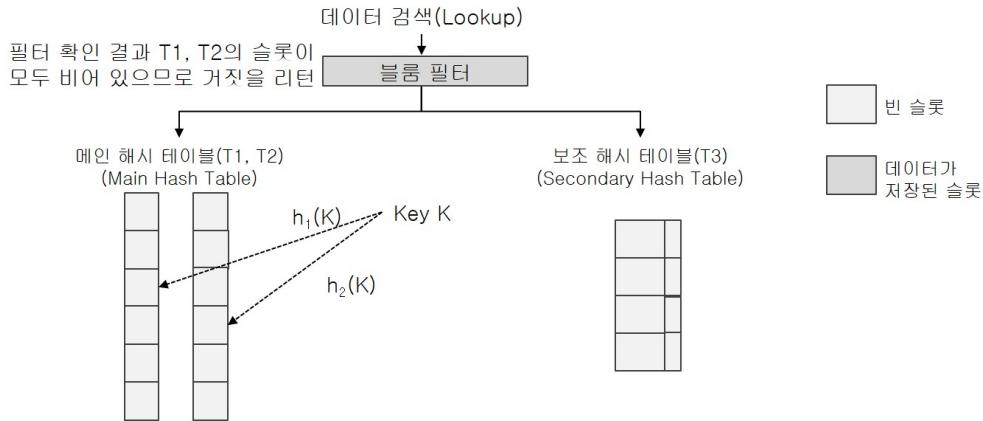 데이터 검색(Lookup)
필터 확인 결과 T1, T2의 슬롯이
모두 비어 있으므로 거짓을 리턴
블룸 필터
빈 슬롯
메인 해시 테이블(T1, T2)
(Main Hash Table)
보조 해시 테이블(T3)
(Secondary Hash Table)
데이터가
저장된 슬롯
h₁(K)
Key K
h₂(K)